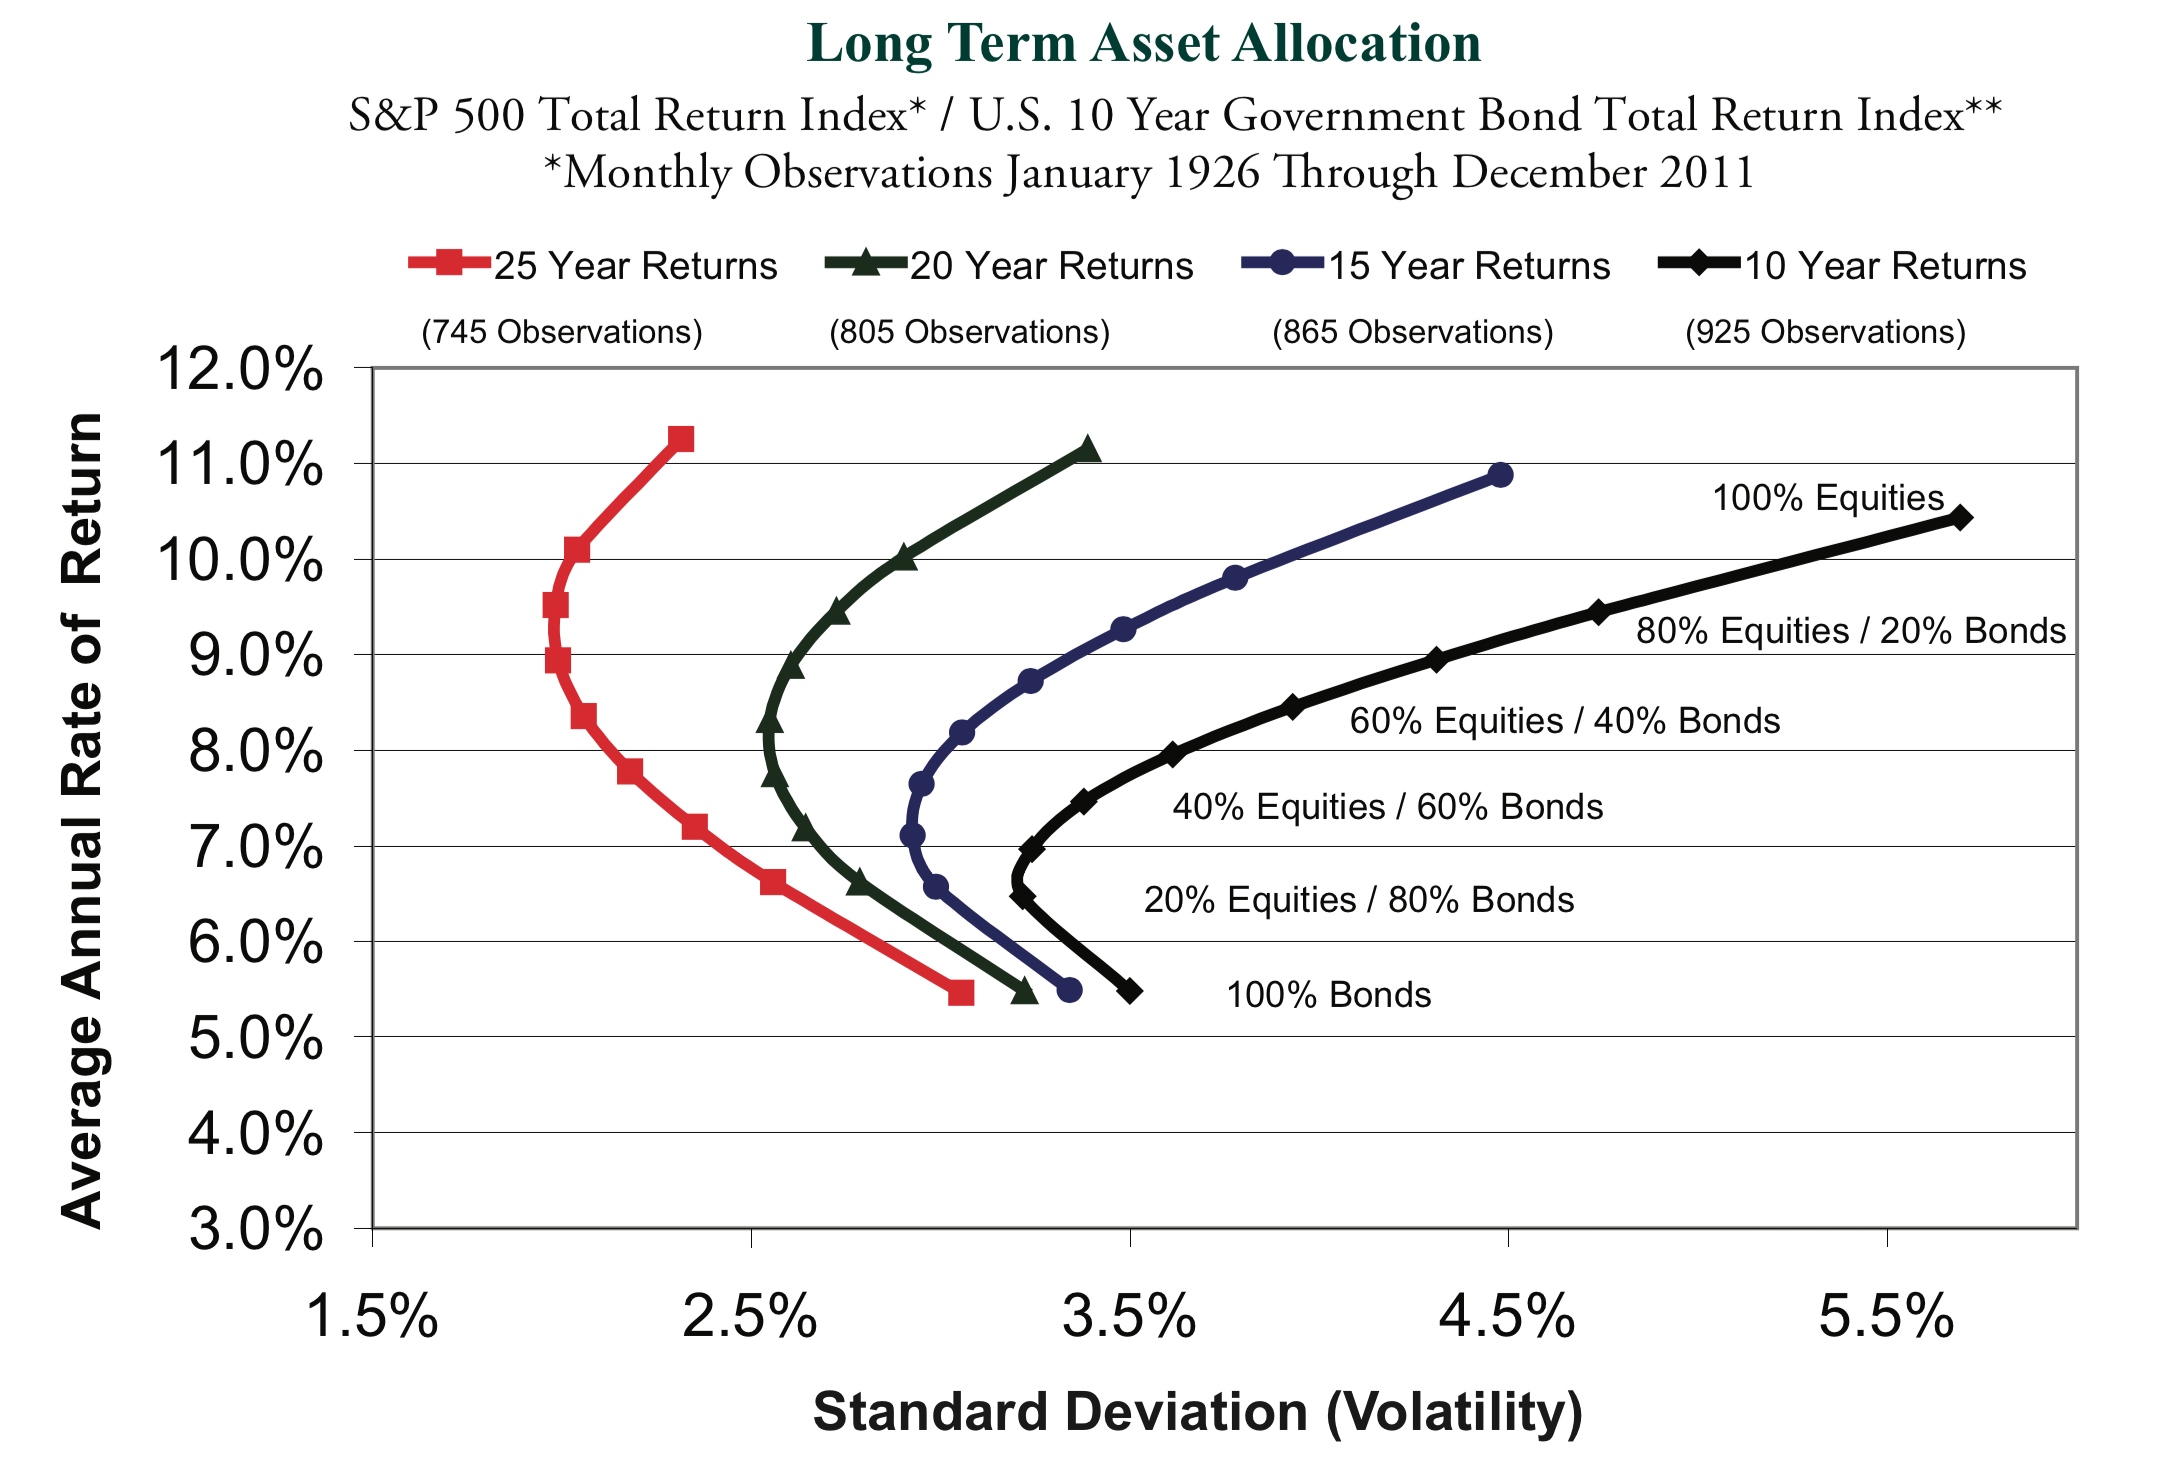 Long Term Asset Allocation
S&P 500 Total Return Index* / U.S. 10 Year Government Bond Total Return Index**
*Monthly Observations January 1926 Through December 2011
25 Year Returns
20 Year Returns
15 Year Returns
10 Year Returns
(745 Observations)
(805 Observations)
(865 Observations)
(925 Observations)
Average Annual Rate of Return
12.0%
11.0%
10.0%
9.0%
8.0%
7.0%
6.0%
5.0%
4.0%
3.0%
100% Equities
80% Equities / 20% Bonds
60% Equities / 40% Bonds
40% Equities / 60% Bonds
20% Equities / 80% Bonds
100% Bonds
1.5%
2.5%
3.5%
4.5%
5.5%
Standard Deviation (Volatility)